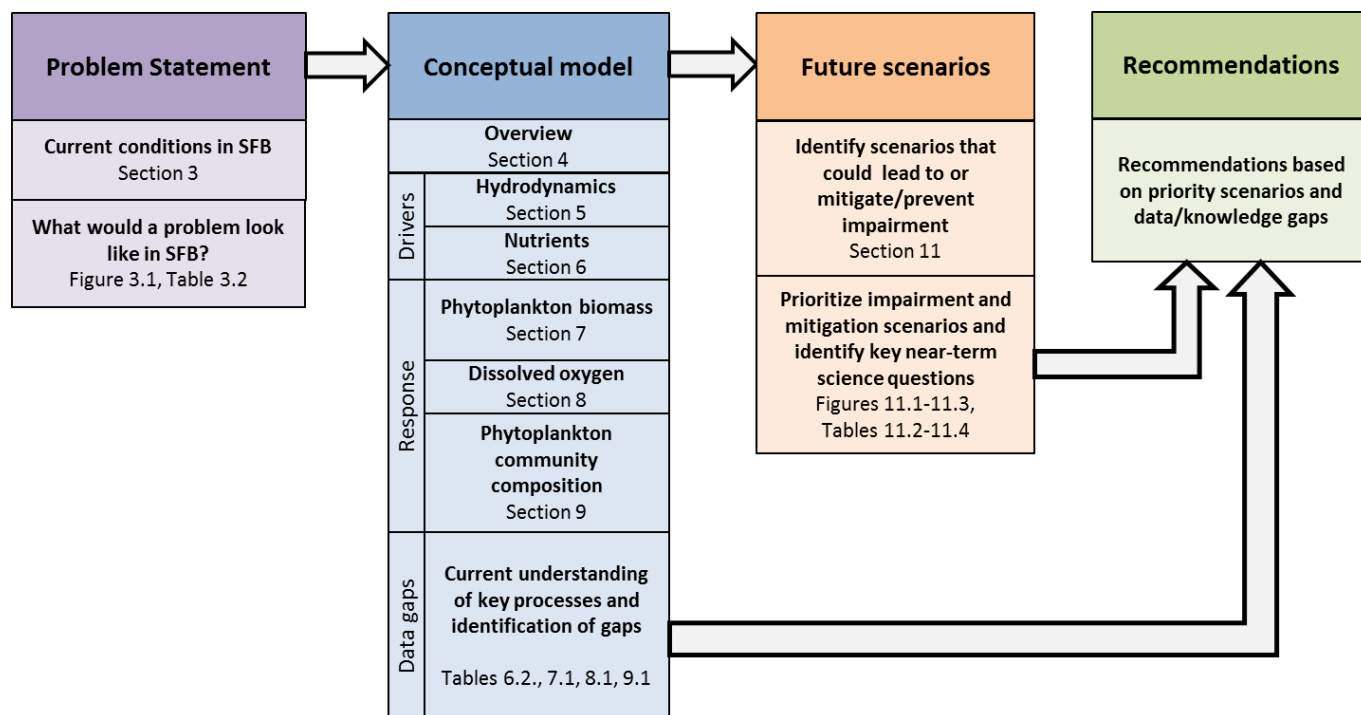 Problem Statement
Current conditions in SFB
Section 3
What would a problem look
like in SFB?
Figure 3.1, Table 3.2
Conceptual model
Overview
Section 4
Drivers
Hydrodynamics
Section 5
Nutrients
Section 6
Response
Phytoplankton biomass
Section 7
Dissolved oxygen
Section 8
Phytoplankton
community
composition
Section 9
Data gaps
Current understanding
of key processes and
identification of gaps
Tables 6.2., 7.1, 8.1, 9.1
Future scenarios
Identify scenarios that
could lead to or
mitigate/prevent
impairment
Section 11
Prioritize impairment and
mitigation scenarios and
identify key near-term
science questions
Figures 11.1-11.3,
Tables 11.2-11.4
Recommendations
Recommendations based
on priority scenarios and
data/knowledge gaps